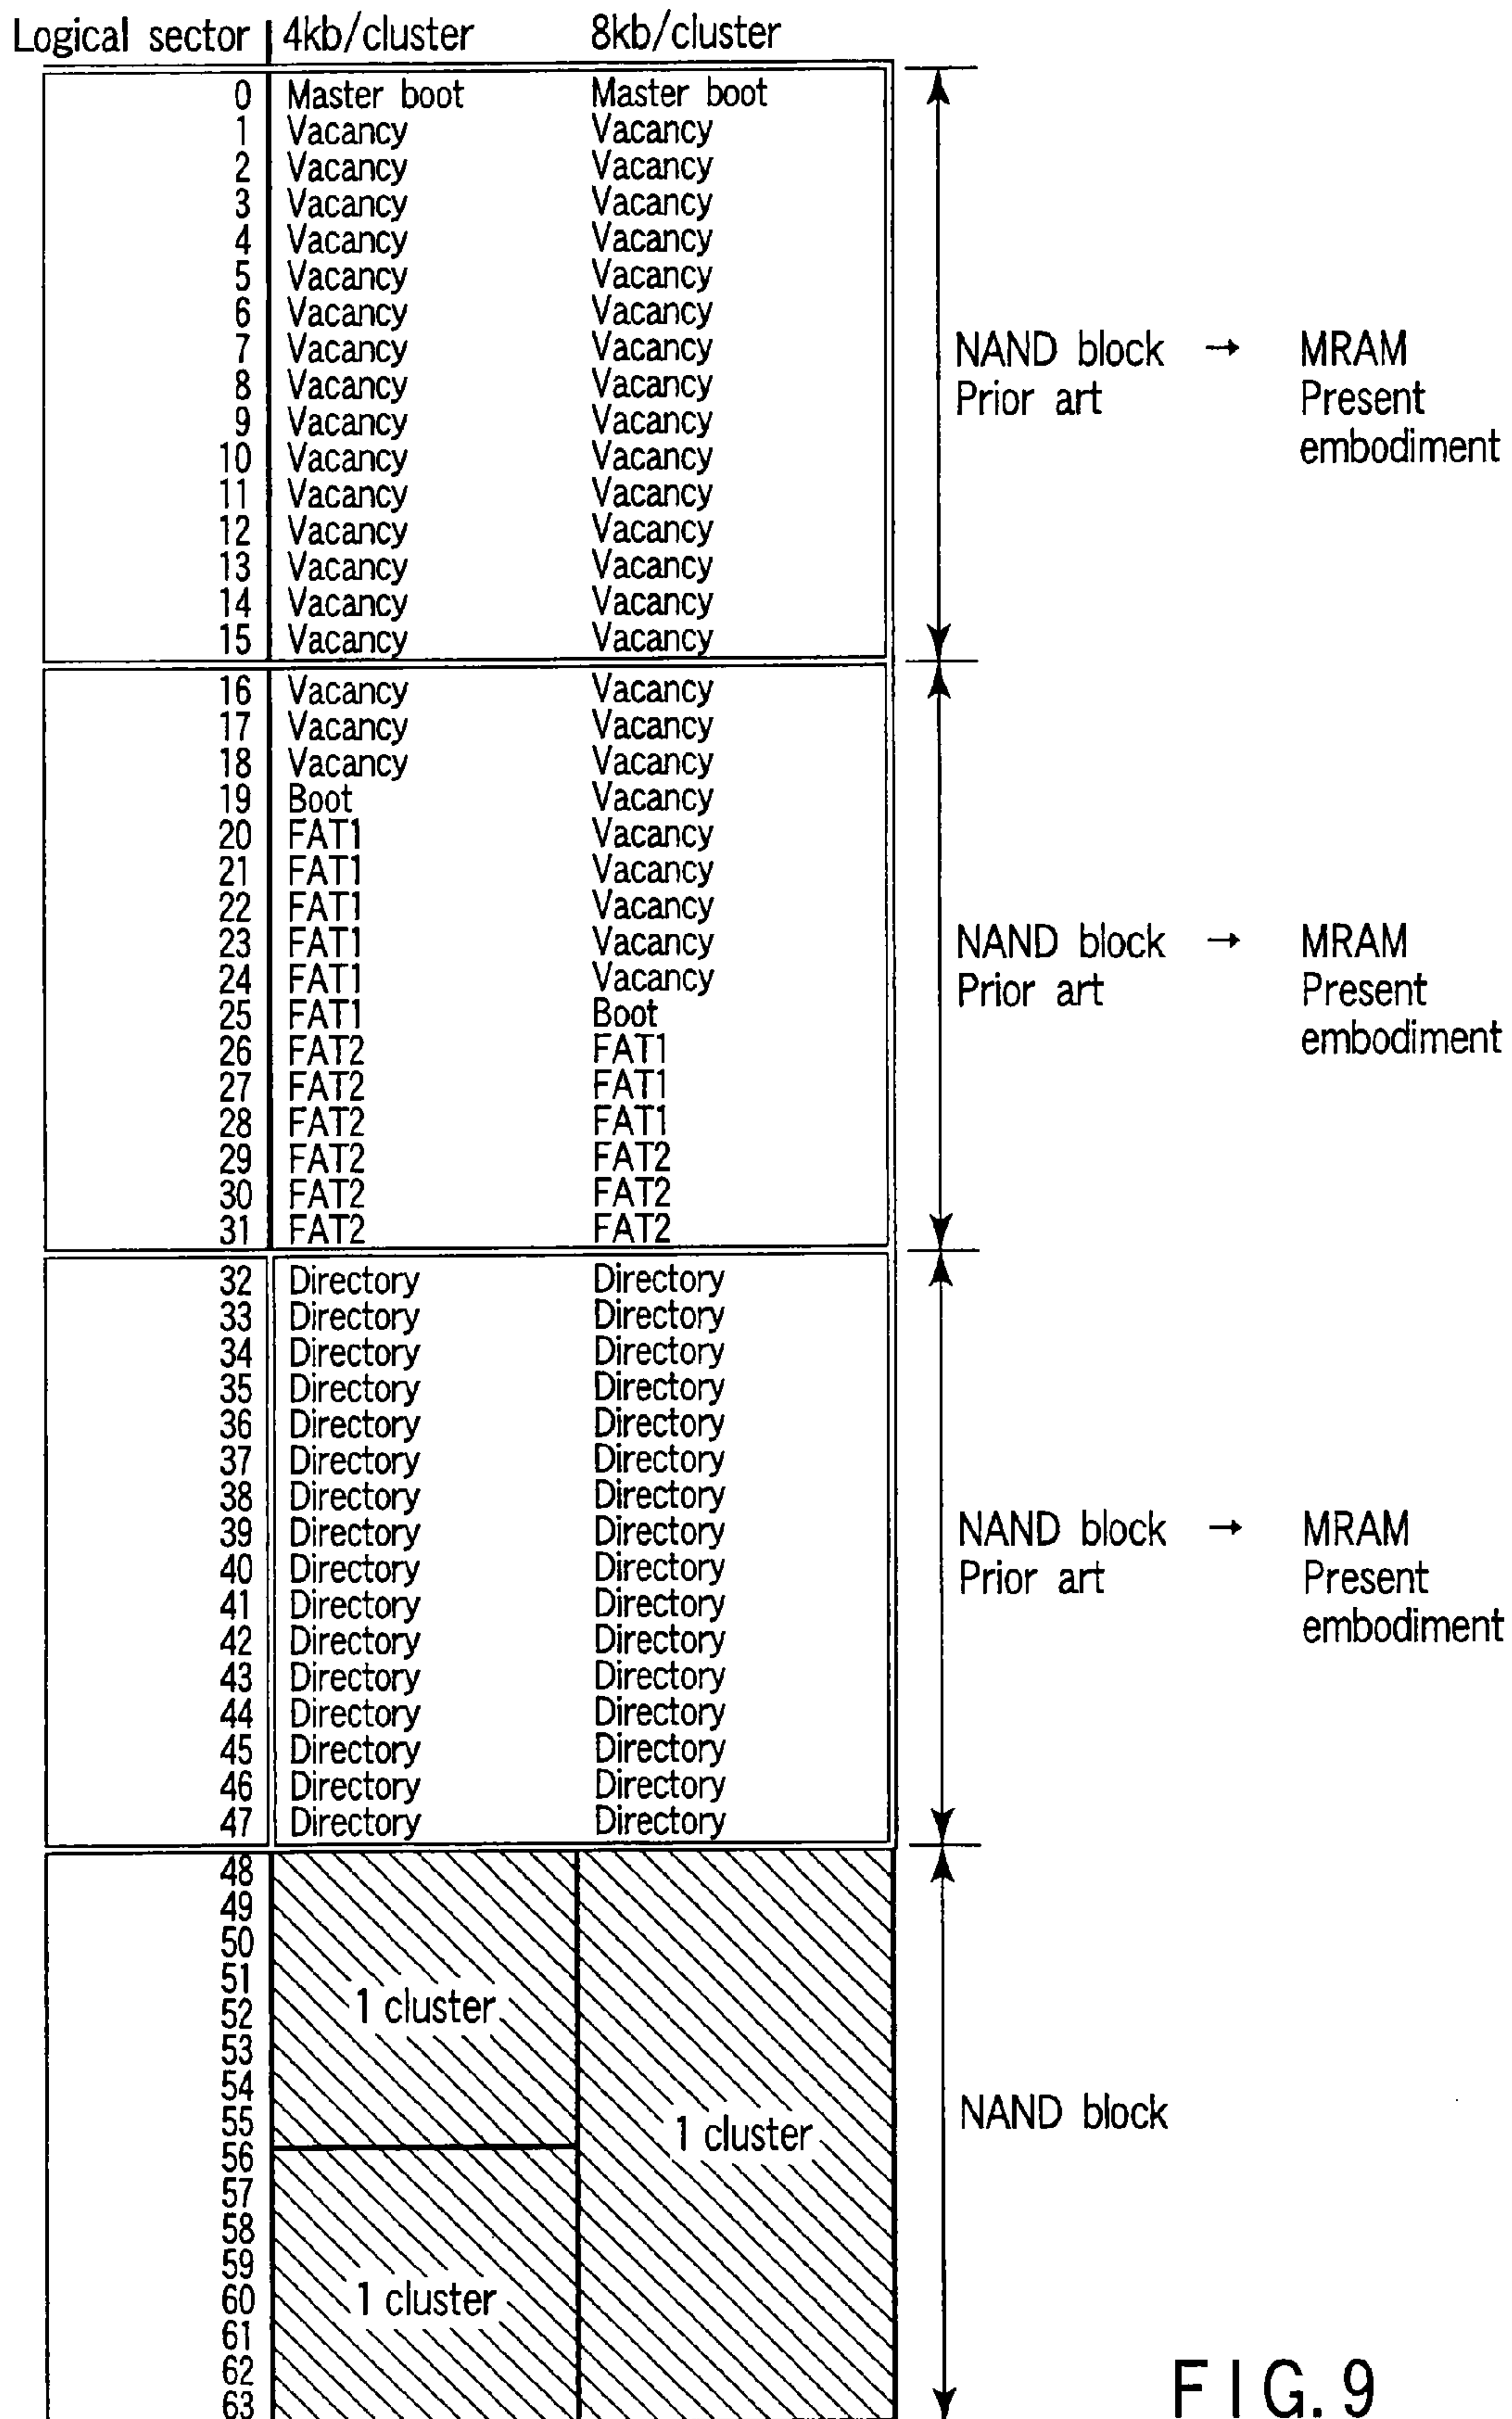 Logical sector 4kb/cluster 8kb/cluster
0 Master boot Master boot
1 Vacancy Vacancy
2 Vacancy Vacancy
3 Vacancy Vacancy
4 Vacancy Vacancy
5 Vacancy Vacancy
6 Vacancy Vacancy
7 Vacancy Vacancy
8 Vacancy Vacancy
9 Vacancy Vacancy
10 Vacancy Vacancy
11 Vacancy Vacancy
12 Vacancy Vacancy
13 Vacancy Vacancy
14 Vacancy Vacancy
15 Vacancy Vacancy
NAND block → MRAM
Prior art Present
embodiment
16 Vacancy Vacancy
17 Vacancy Vacancy
18 Vacancy Vacancy
19 Boot Vacancy
20 FAT1 Vacancy
21 FAT1 Vacancy
22 FAT1 Vacancy
23 FAT1 Vacancy
24 FAT1 Vacancy
25 FAT1 Boot
26 FAT2 FAT1
27 FAT2 FAT1
28 FAT2 FAT1
29 FAT2 FAT2
30 FAT2 FAT2
31 FAT2 FAT2
NAND block → MRAM
Prior art Present
embodiment
32 Directory Directory
33 Directory Directory
34 Directory Directory
35 Directory Directory
36 Directory Directory
37 Directory Directory
38 Directory Directory
39 Directory Directory
40 Directory Directory
41 Directory Directory
42 Directory Directory
43 Directory Directory
44 Directory Directory
45 Directory Directory
46 Directory Directory
47 Directory Directory
NAND block → MRAM
Prior art Present
embodiment
48
49
50
51
52 1 cluster
53
54
55 1 cluster
56
57
58
59
60 1 cluster
61
62
63
NAND block
FIG. 9